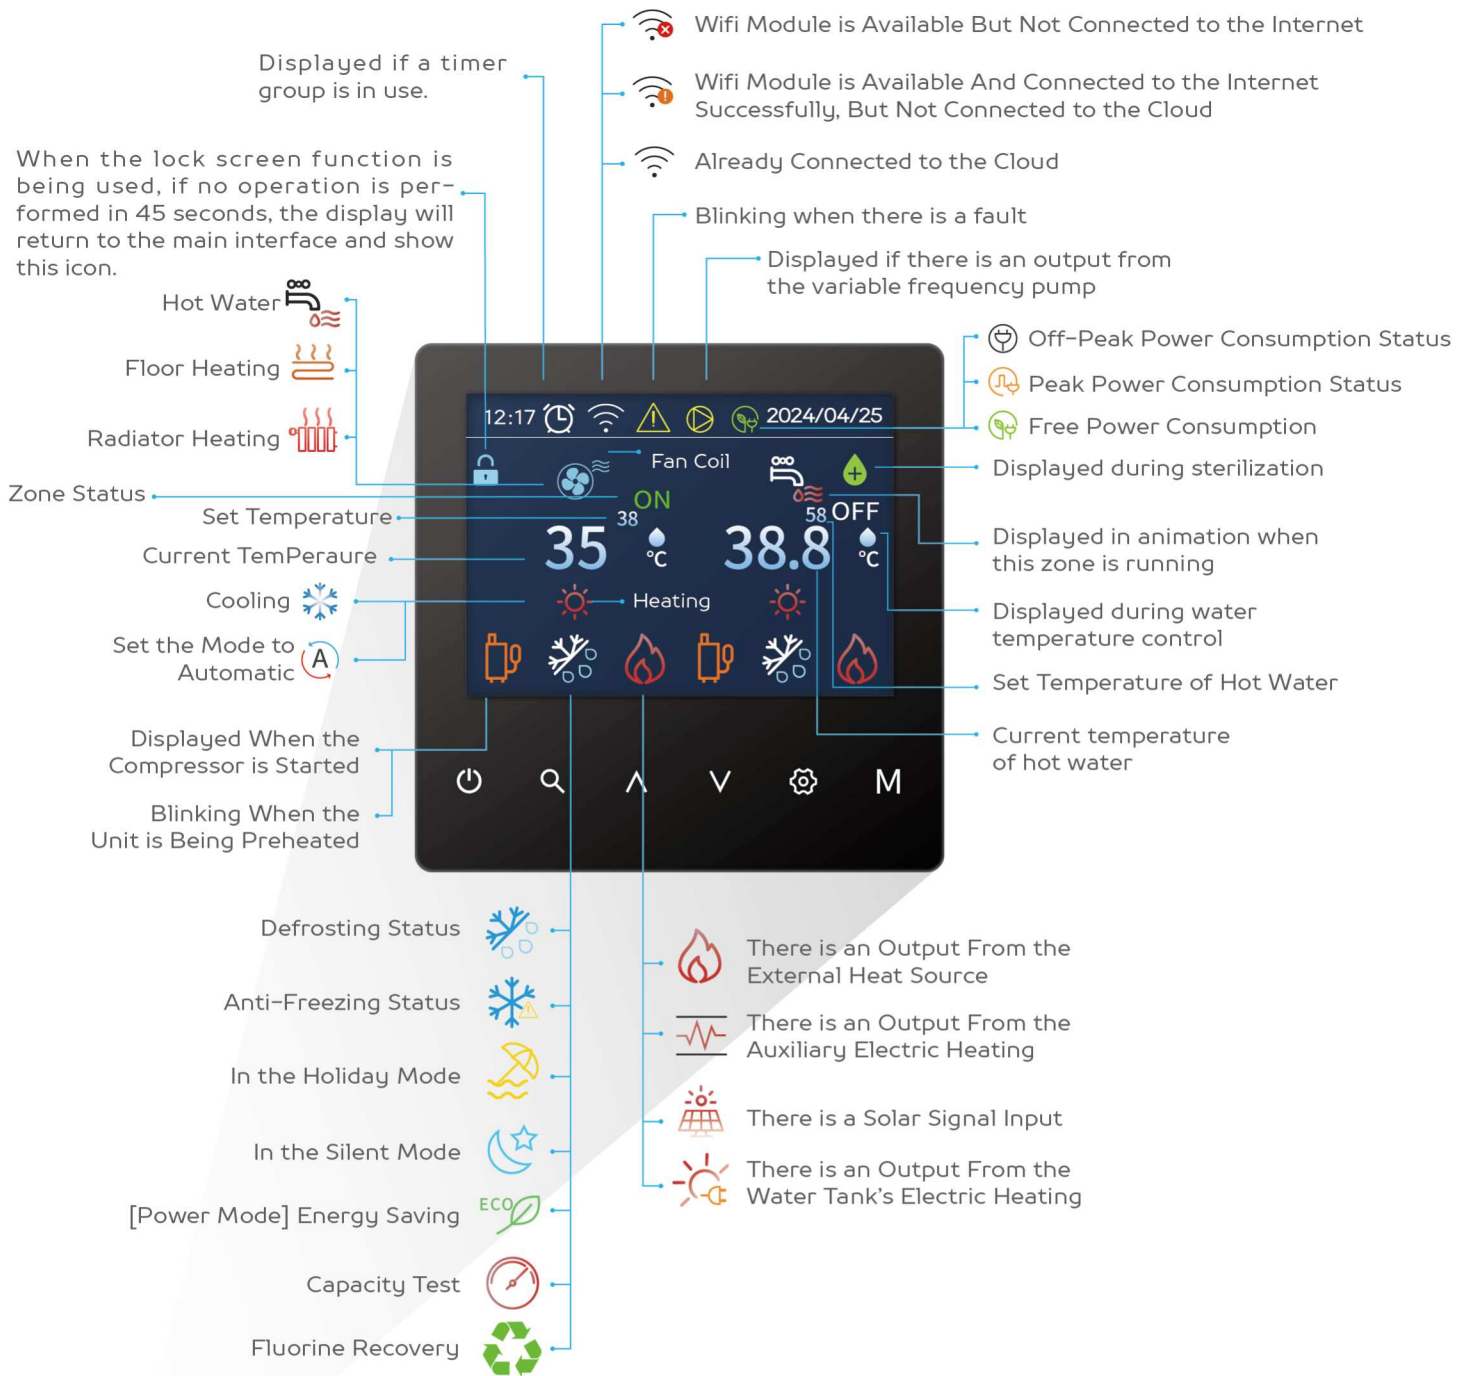 Wifi Module is Available But Not Connected to the Internet
Displayed if a timer
group is in use.
Wifi Module is Available And Connected to the Internet
Successfully, But Not Connected to the Cloud
When the lock screen function is
being used, if no operation is per-
formed in 45 seconds, the display will
return to the main interface and show
this icon.
Already Connected to the Cloud
Blinking when there is a fault
Displayed if there is an output from
the variable frequency pump
Hot Water
Floor Heating
Radiator Heating
Zone Status
Set Temperature
Current TemPeraure
Cooling
Set the Mode to
Automatic
A
Displayed When the
Compressor is Started
Blinking When the
Unit is Being Preheated
12:17
2024/04/25
Fan Coil
ON
38
35
°C
58
OFF
38.8
°C
Heating
M
Off-Peak Power Consumption Status
Peak Power Consumption Status
Free Power Consumption
Displayed during sterilization
Displayed in animation when
this zone is running
Displayed during water
temperature control
Set Temperature of Hot Water
Current temperature
of hot water
Defrosting Status
Anti-Freezing Status
In the Holiday Mode
In the Silent Mode
[Power Mode] Energy Saving
ECO
Capacity Test
Fluorine Recovery
There is an Output From the
External Heat Source
There is an Output From the
Auxiliary Electric Heating
There is a Solar Signal Input
There is an Output From the
Water Tank's Electric Heating